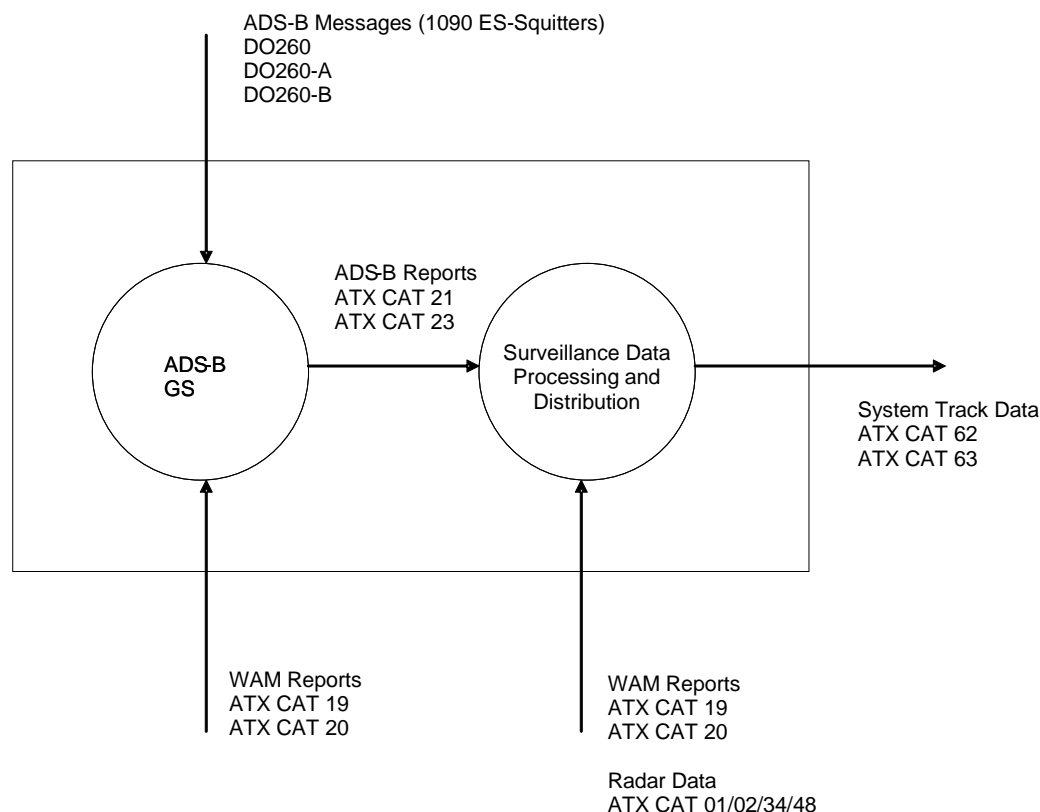 ADS-B Messages (1090 ES-Squitters)
DO260
DO260-A
DO260-B
ADS-B Reports
ATX CAT 21
ATX CAT 23
ADS-B
GS
Surveillance Data
Processing and
Distribution
System Track Data
ATX CAT 62
ATX CAT 63
WAM Reports
ATX CAT 19
ATX CAT 20
WAM Reports
ATX CAT 19
ATX CAT 20
Radar Data
ATX CAT 01/02/34/48